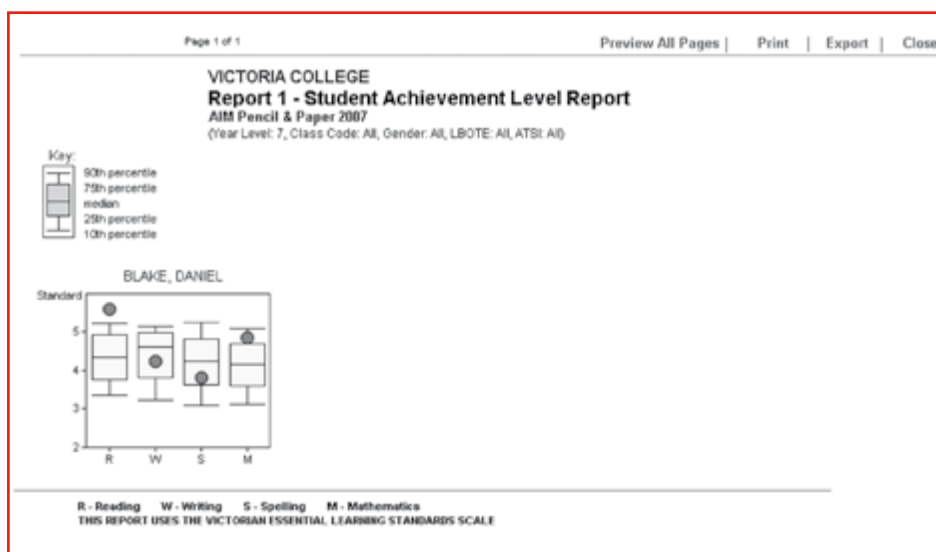 Page 1 of 1
Preview All Pages | Print | Export | Close
VICTORIA COLLEGE
Report 1 - Student Achievement Level Report
AIM Pencil & Paper 2007
(Year Level: 7, Class Code: All, Gender: All, LBOTE: All, ATSI: All)
Key:
90th percentile
75th percentile
median
25th percentile
10th percentile
BLAKE, DANIEL
Standard
5
4
3
2
R W S M
R - Reading W - Writing S - Spelling M - Mathematics
THIS REPORT USES THE VICTORIAN ESSENTIAL LEARNING STANDARDS SCALE